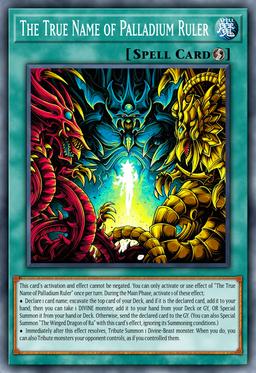 The True Name of Palladium Ruler
[Spell Card]
This card's activation and effect cannot be negated. You can only activate or use effect of "The True
Name of Palladium Ruler" once per turn. During the Main Phase, activate 1 of these effect;
● Declare 1 card name; excavate the top card of your Deck, and if it is the declared card, add it to your
hand, then you can take 1 DIVINE monster, add it to your hand from your Deck or GY, OR Special
Summon it from your hand or Deck. Otherwise, send the declared card to the GY. (You can also Special
Summon "The Winged Dragon of Ra" with this card's effect, ignoring its Summoning conditions.)
● Immediately after this effect resolves, Tribute Summon 1 Divine-Beast monster. When you do, you
can also Tribute monsters your opponent controls, as if you controlled them.